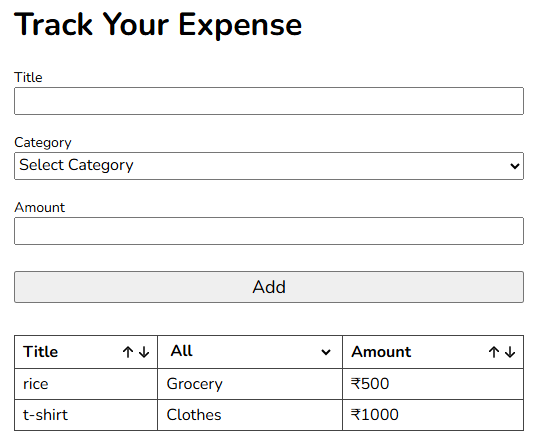 Track Your Expense
Title
Category
Select Category
Amount
Add
Title ↑ ↓ All Amount ↑ ↓
rice Grocery ₹500
t-shirt Clothes ₹1000